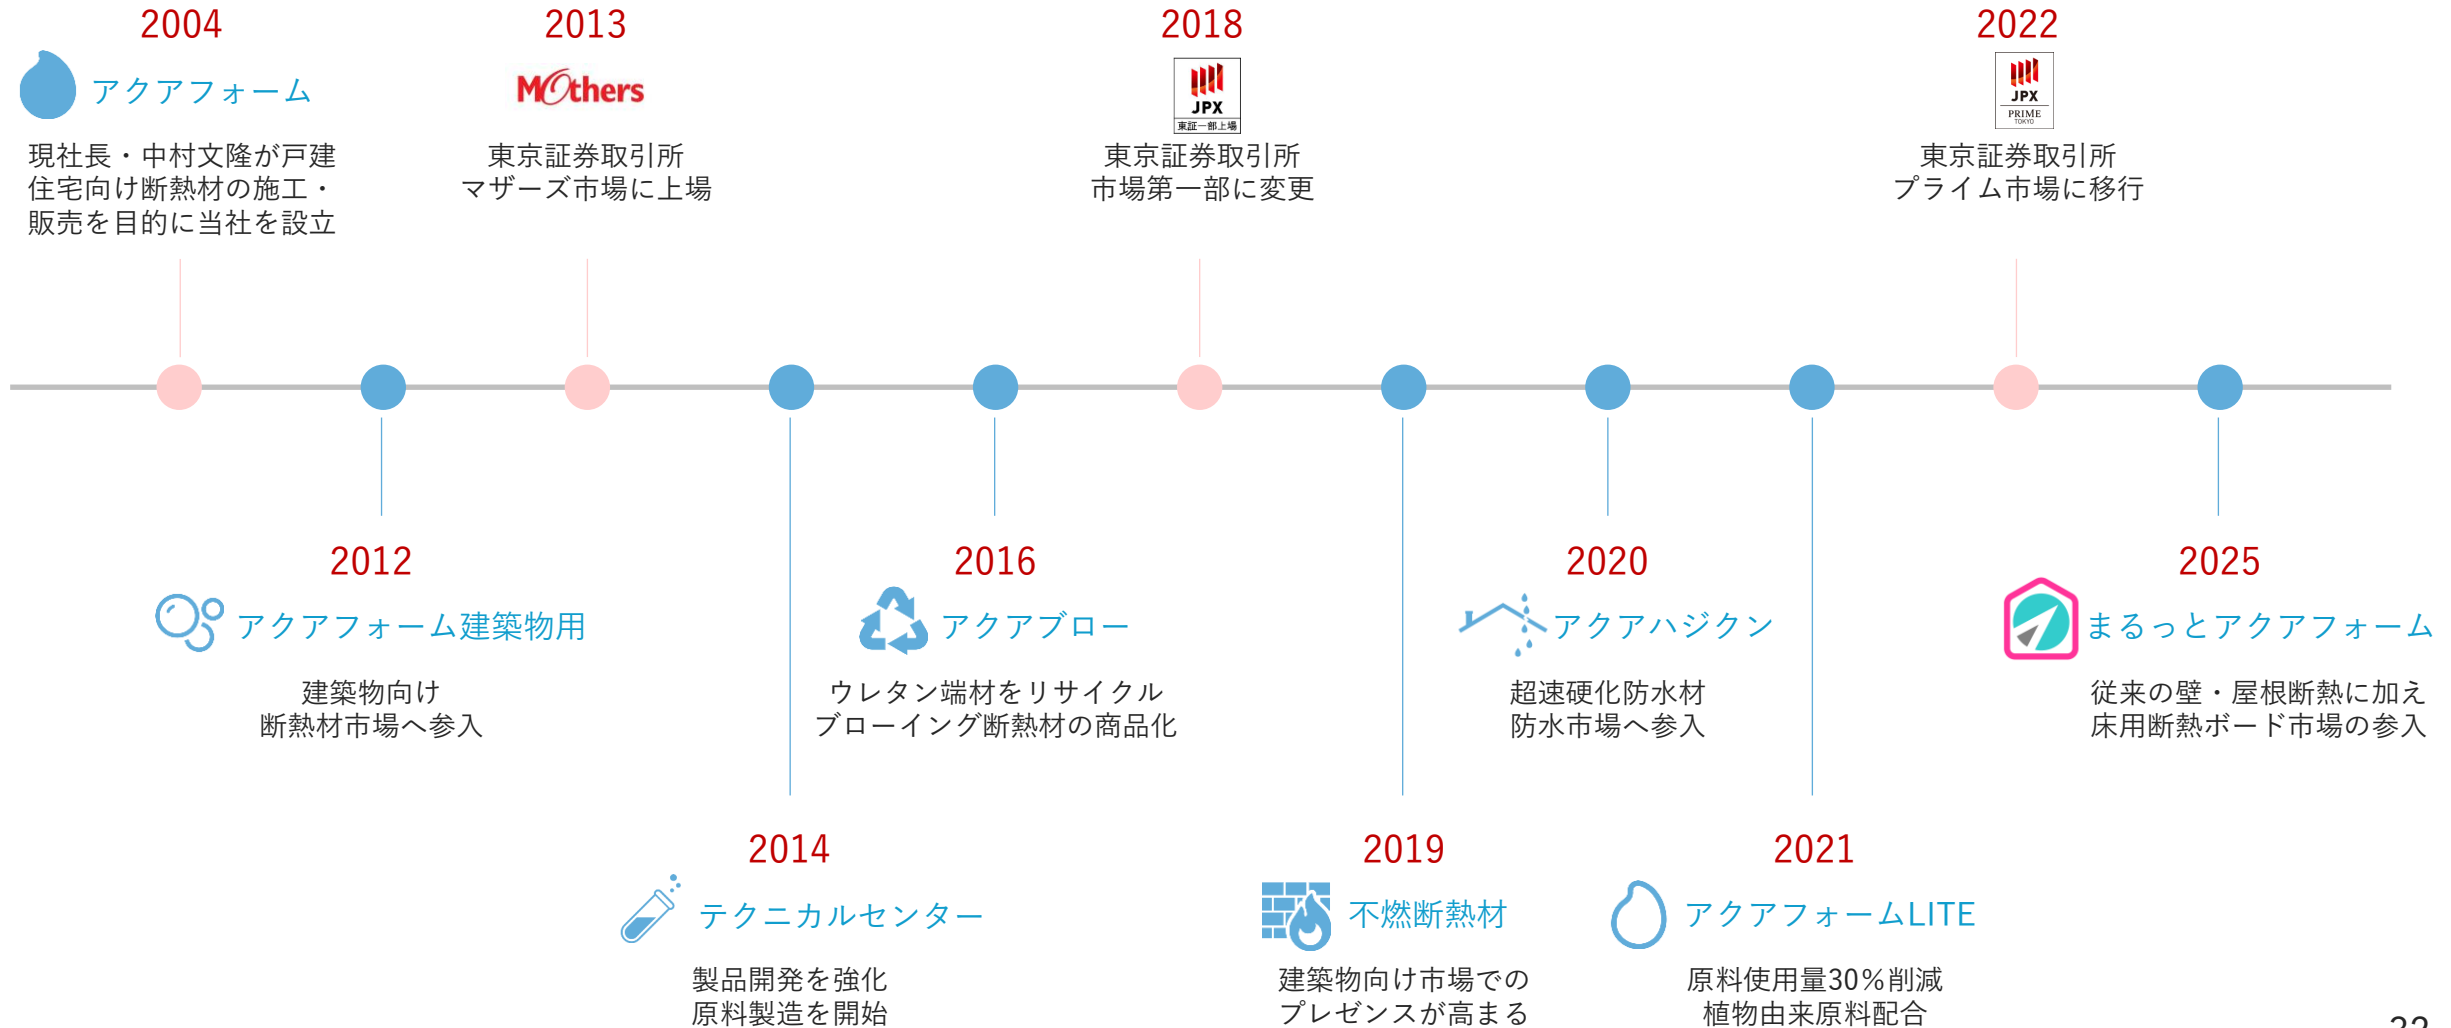 2004
アクアフォーム
現社長・中村文隆が戸建
住宅向け断熱材の施工・
販売を目的に当社を設立
2013
Mothers
東京証券取引所
マザーズ市場に上場
2018
JPX
東証一部上場
東京証券取引所
市場第一部に変更
2022
JPX
PRIME
TOKYO
東京証券取引所
プライム市場に移行
2012
アクアフォーム建築物用
建築物向け
断熱材市場へ参入
2016
アクアブロー
ウレタン端材をリサイクル
ブローイング断熱材の商品化
2020
アクアハジクン
超速硬化防水材
防水市場へ参入
2025
まるっとアクアフォーム
従来の壁・屋根断熱に加え
床用断熱ボード市場の参入
2014
テクニカルセンター
製品開発を強化
原料製造を開始
2019
不燃断熱材
建築物向け市場での
プレゼンスが高まる
2021
アクアフォームLITE
原料使用量30%削減
植物由来原料配合